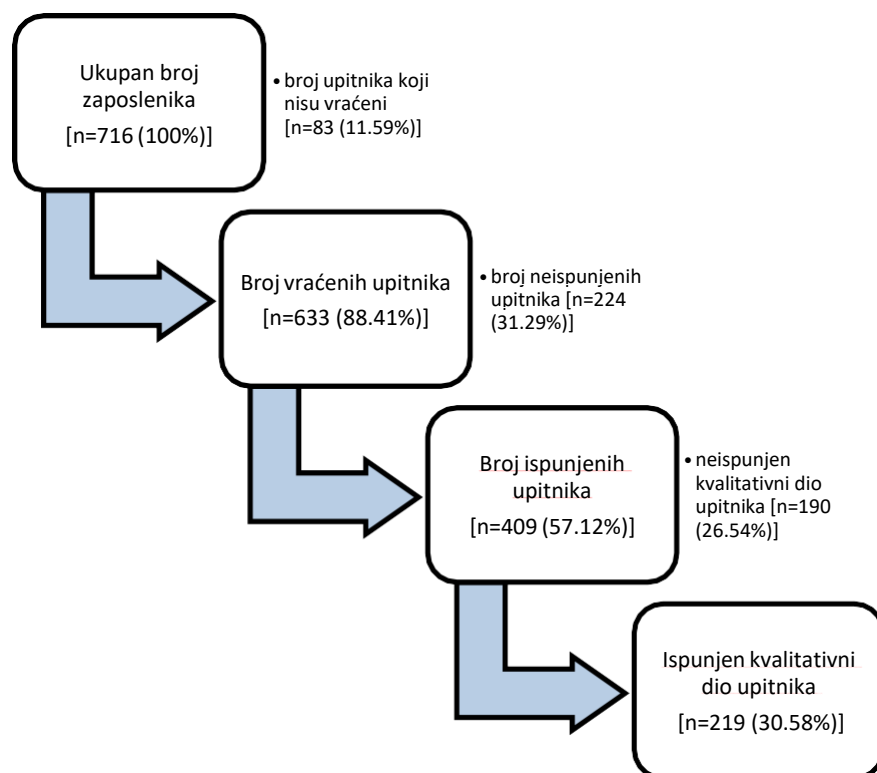 Ukupan broj
zaposlenika
[n=716 (100%)]
• broj upitnika koji
nisu vraćeni
[n=83 (11.59%)]
Broj vraćenih upitnika
[n=633 (88.41%)]
• broj neispunjenih
upitnika [n=224
(31.29%)]
Broj ispunjenih
upitnika
[n=409 (57.12%)]
• neispunjen
kvalitativni dio
upitnika [n=190
(26.54%)]
Ispunjen kvalitativni
dio upitnika
[n=219 (30.58%)]